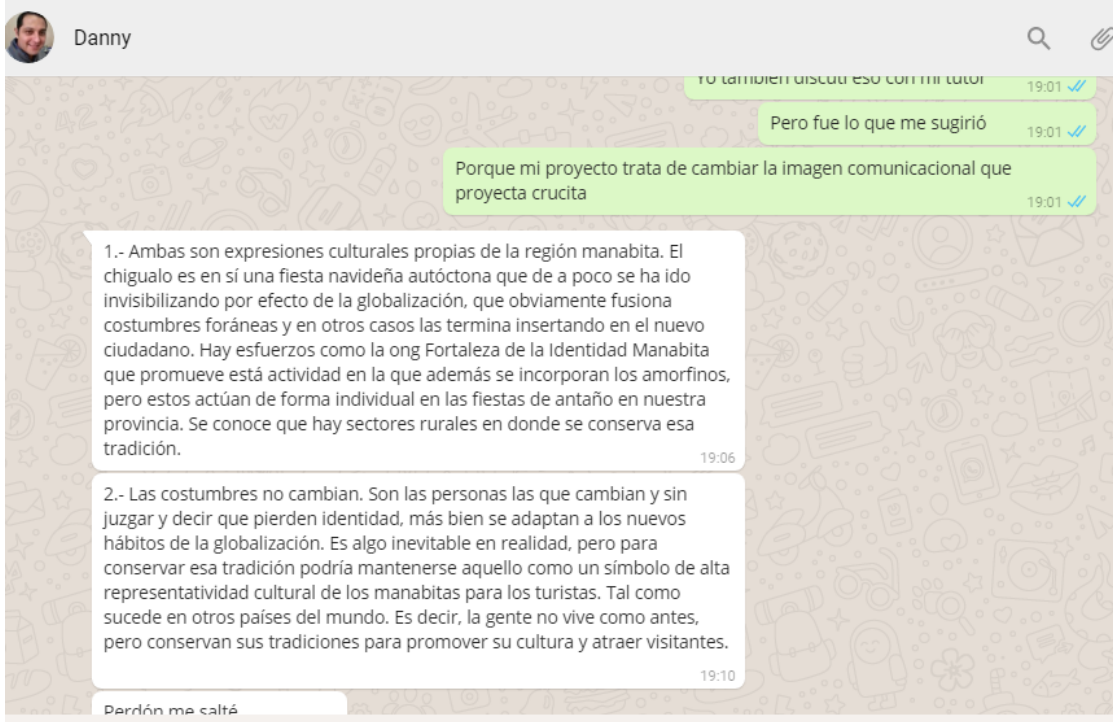 Danny
Yo también discutí eso con mi tutor
19:01
Pero fue lo que me sugirió
19:01
Porque mi proyecto trata de cambiar la imagen comunicacional que
proyecta crucita
19:01
1.- Ambas son expresiones culturales propias de la región manabita. El
chigualo es en sí una fiesta navideña autóctona que de a poco se ha ido
invisibilizando por efecto de la globalización, que obviamente fusiona
costumbres foráneas y en otros casos las termina insertando en el nuevo
ciudadano. Hay esfuerzos como la ong Fortaleza de la Identidad Manabita
que promueve está actividad en la que además se incorporan los amorfinos,
pero estos actúan de forma individual en las fiestas de antaño en nuestra
provincia. Se conoce que hay sectores rurales en donde se conserva esa
tradición.
19:06
2.- Las costumbres no cambian. Son las personas las que cambian y sin
juzgar y decir que pierden identidad, más bien se adaptan a los nuevos
hábitos de la globalización. Es algo inevitable en realidad, pero para
conservar esa tradición podría mantenerse aquello como un símbolo de alta
representatividad cultural de los manabitas para los turistas. Tal como
sucede en otros países del mundo. Es decir, la gente no vive como antes,
pero conservan sus tradiciones para promover su cultura y atraer visitantes.
19:10
Perdón me salté